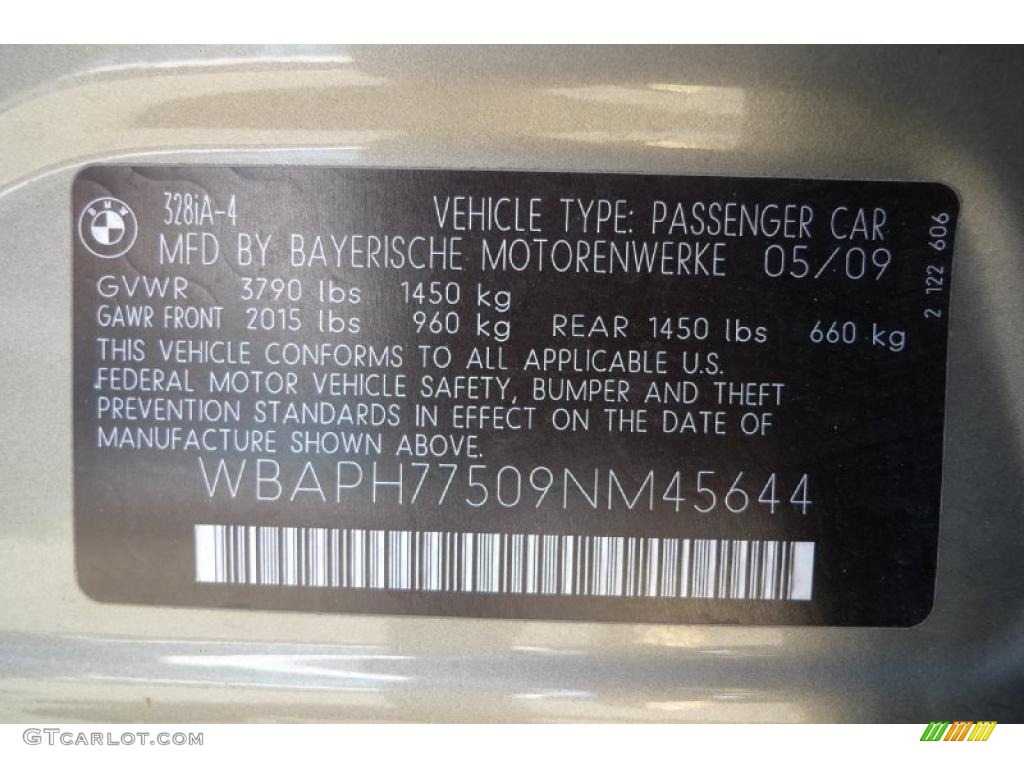 328iA-4
VEHICLE TYPE: PASSENGER CAR
MFD BY BAYERISCHE MOTORENWERKE 05/09
GVWR 3790 lbs 1450 kg
GAWR FRONT 2015 lbs 960 kg REAR 1450 lbs 660 kg
THIS VEHICLE CONFORMS TO ALL APPLICABLE U.S.
FEDERAL MOTOR VEHICLE SAFETY, BUMPER AND THEFT
PREVENTION STANDARDS IN EFFECT ON THE DATE OF
MANUFACTURE SHOWN ABOVE.
WBAPH77509NM45644
2 122 606
BMW
GTCarLot.com